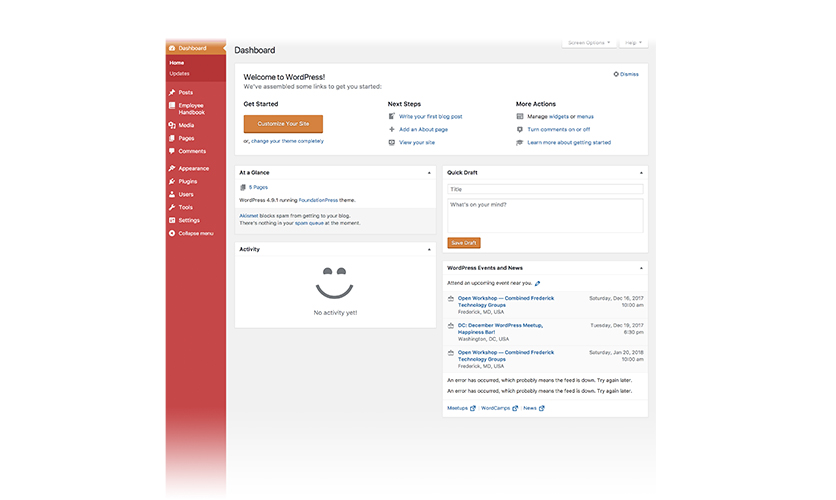 Dashboard
Home
Updates
Posts
Employee
Handbook
Media
Pages
Comments
Appearance
Plugins
Users
Tools
Settings
Collapse menu
Screen Options
Help
Dashboard
Welcome to WordPress!
We've assembled some links to get you started:
Dismiss
Get Started
Customize Your Site
or, change your theme completely
Next Steps
Write your first blog post
Add an About page
View your site
More Actions
Manage widgets or menus
Turn comments on or off
Learn more about getting started
At a Glance
5 Pages
WordPress 4.9.1 running FoundationPress theme.
Akismet blocks spam from getting to your blog.
There's nothing in your spam queue at the moment.
Activity
No activity yet!
Quick Draft
Title
What's on your mind?
Save Draft
WordPress Events and News
Attend an upcoming event near you.
Open Workshop — Combined Frederick
Technology Groups
Frederick, MD, USA
Saturday, Dec 16, 2017
10:00 am
DC: December WordPress Meetup,
Happiness Bar!
Washington, DC, USA
Tuesday, Dec 19, 2017
6:30 pm
Open Workshop — Combined Frederick
Technology Groups
Frederick, MD, USA
Saturday, Jan 20, 2018
10:00 am
An error has occurred, which probably means the feed is down. Try again later.
An error has occurred, which probably means the feed is down. Try again later.
Meetups | WordCamps | News